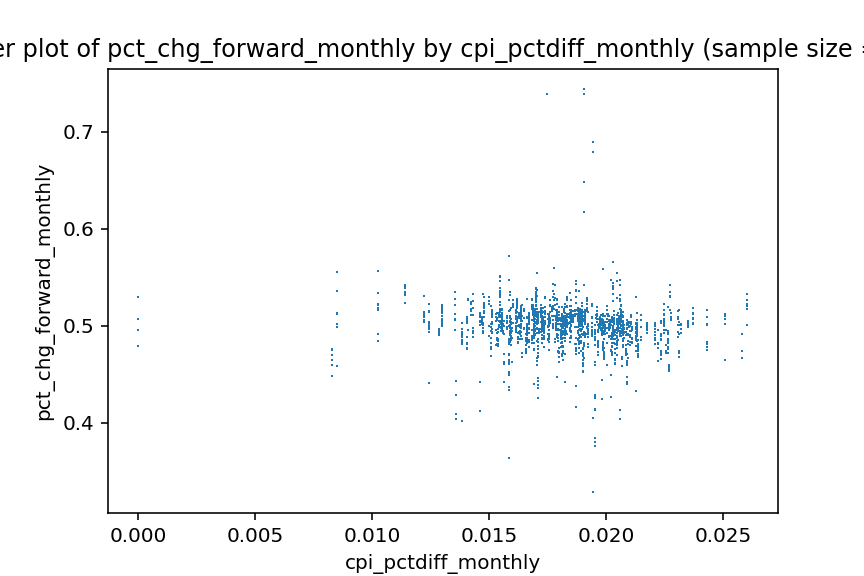 er plot of pct_chg_forward_monthly by cpi_pctdiff_monthly (sample size =
0.7
0.6
0.5
0.4
pct_chg_forward_monthly
0.000 0.005 0.010 0.015 0.020 0.025
cpi_pctdiff_monthly